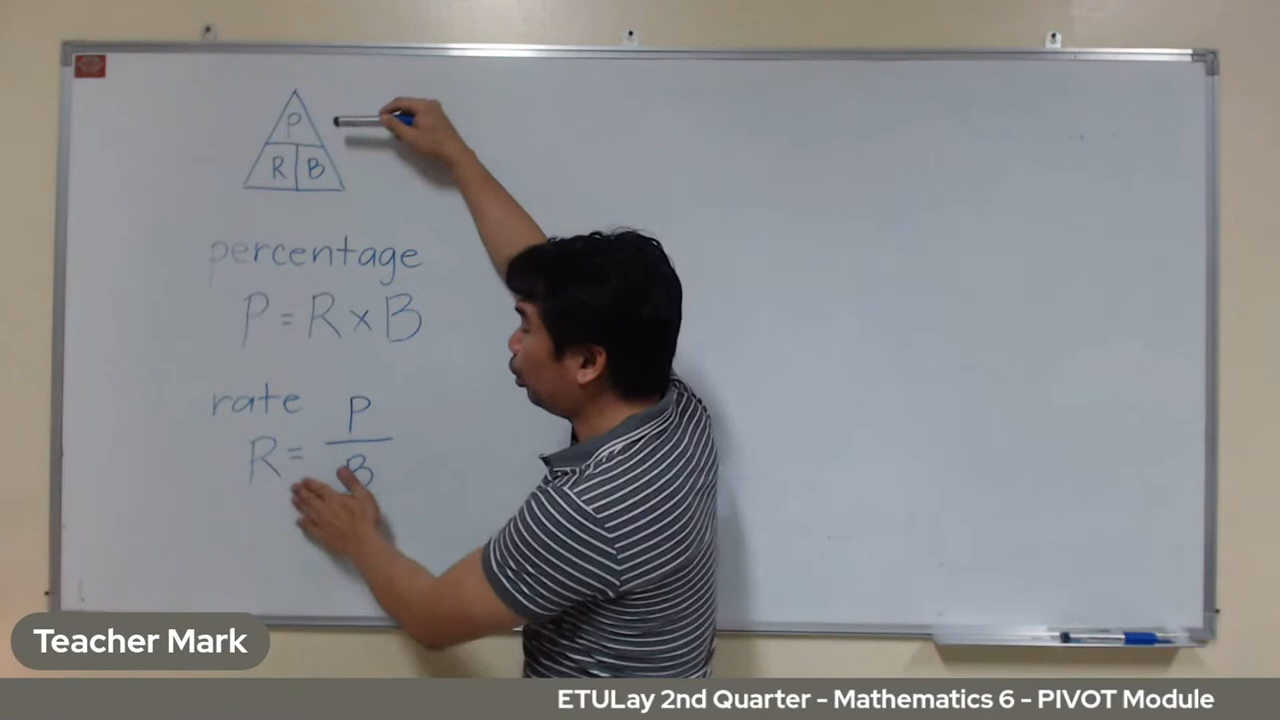 P
R B
percentage
P = R × B
rate
R = P
B
Teacher Mark
ETULay 2nd Quarter - Mathematics 6 - PIVOT Module